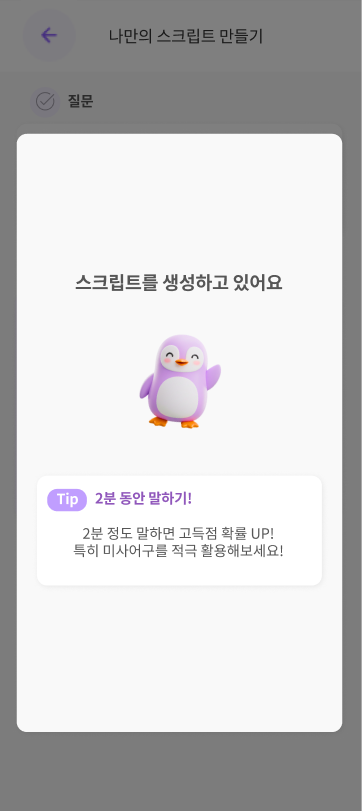 나만의 스크립트 만들기
질문
스크립트를 생성하고 있어요
Tip 2분 동안 말하기!
2분 정도 말하면 고득점 확률 UP!
특히 미사어구를 적극 활용해보세요!